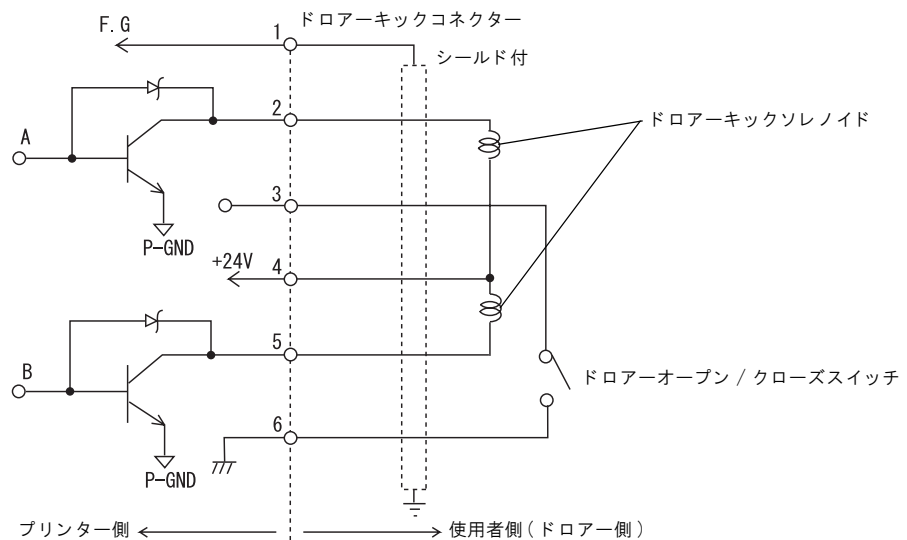 F.G
1
ドロアーキックコネクター
シールド付
A
2
ドロアーキックソレノイド
3
P-GND
+24V
4
B
5
ドロアーオープン / クローズスイッチ
6
P-GND
プリンター側
使用者側(ドロアー側)